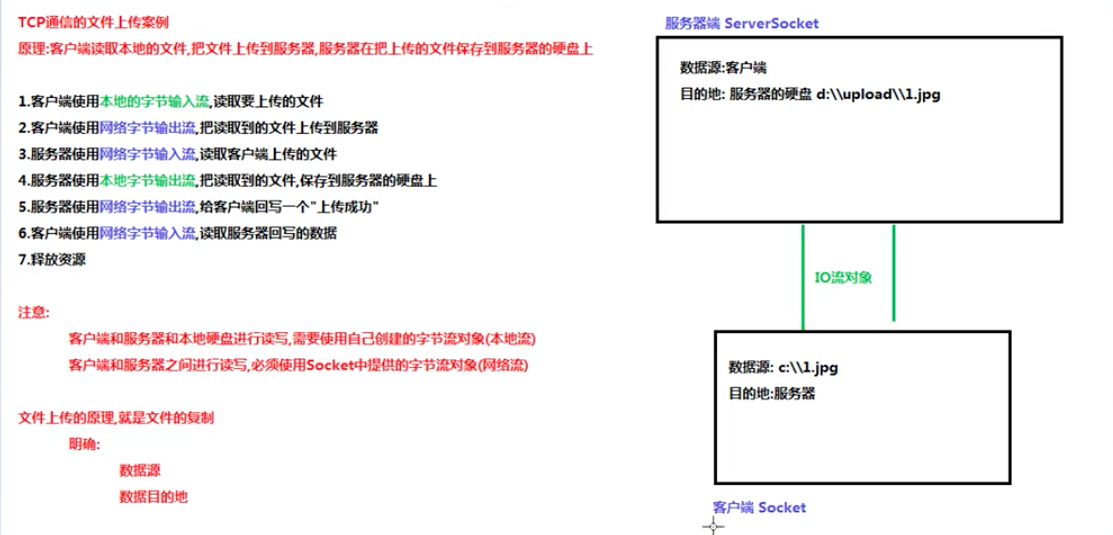 TCP通信的文件上传案例
原理:客户端读取本地的文件,把文件上传到服务器,服务器在把上传的文件保存到服务器的硬盘上
1.客户端使用本地的字节输入流,读取要上传的文件
2.客户端使用网络字节输出流,把读取到的文件上传到服务器
3.服务器使用网络字节输入流,读取客户端上传的文件
4.服务器使用本地字节输出流,把读取到的文件,保存到服务器的硬盘上
5.服务器使用网络字节输出流,给客户端回写一个"上传成功"
6.客户端使用网络字节输入流,读取服务器回写的数据
7.释放资源
注意:
客户端和服务器和本地硬盘进行读写,需要使用自己创建的字节流对象(本地流)
客户端和服务器之间进行读写,必须使用Socket中提供的字节流对象(网络流)
文件上传的原理,就是文件的复制
明确:
数据源
数据目的地
服务器端 ServerSocket
数据源:客户端
目的地: 服务器的硬盘 d:\\upload\\1.jpg
IO流对象
数据源: c:\\1.jpg
目的地:服务器
客户端 Socket